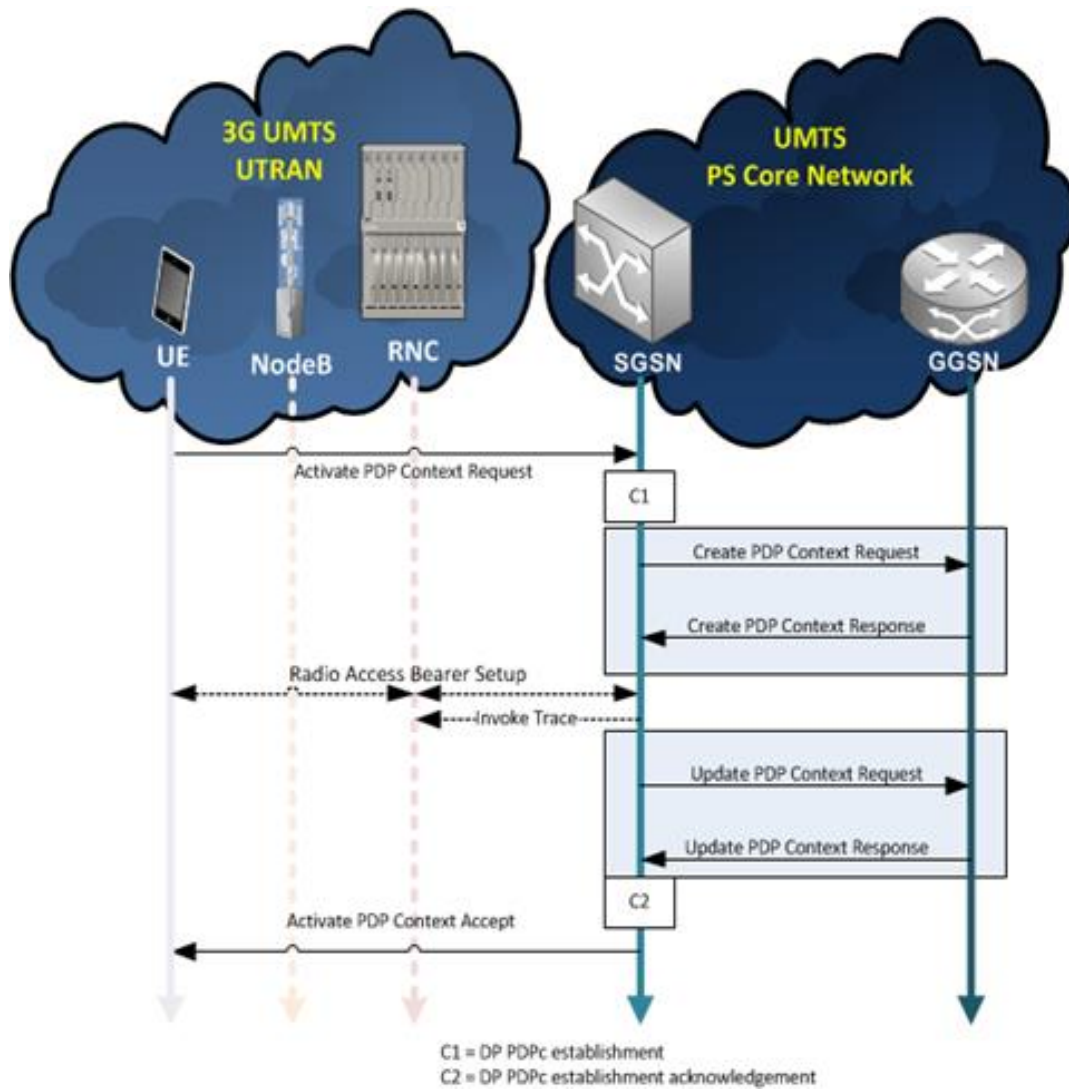 3G UMTS
UTRAN
UMTS
PS Core Network
UE
NodeB
RNC
SGSN
GGSN
Activate PDP Context Request
C1
Create PDP Context Request
Create PDP Context Response
Radio Access Bearer Setup
Invoke Trace
Update PDP Context Request
Update PDP Context Response
C2
Activate PDP Context Accept
C1 = DP PDPc establishment
C2 = DP PDPc establishment acknowledgement